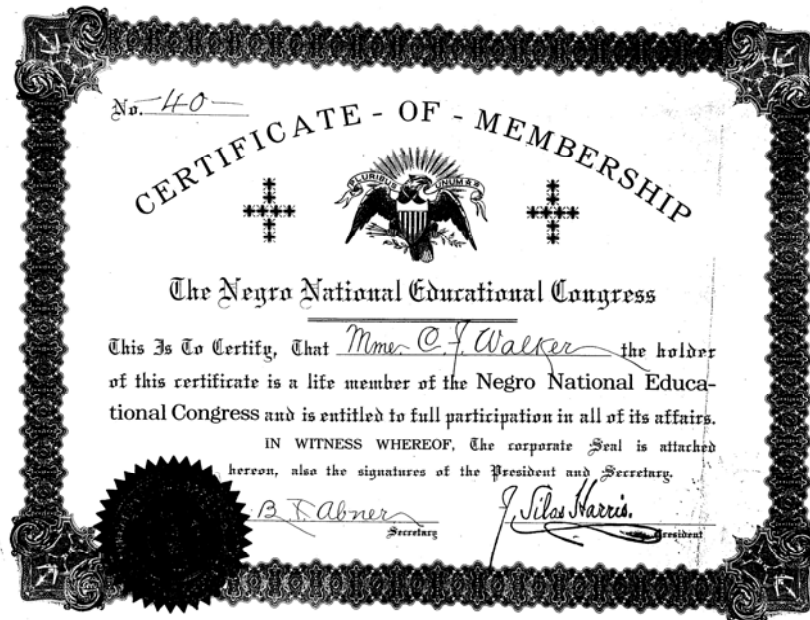 No. 40
CERTIFICATE - OF - MEMBERSHIP
PLURIBUS UNUM
The Negro National Educational Congress
This Is To Certify, That Mme. C. J. Walker the holder
of this certificate is a life member of the Negro National Educa-
tional Congress and is entitled to full participation in all of its affairs.
IN WITNESS WHEREOF, The corporate Seal is attached
hereon, also the signatures of the President and Secretary.
B. T. Abner J. Silas Harris.
Secretary President